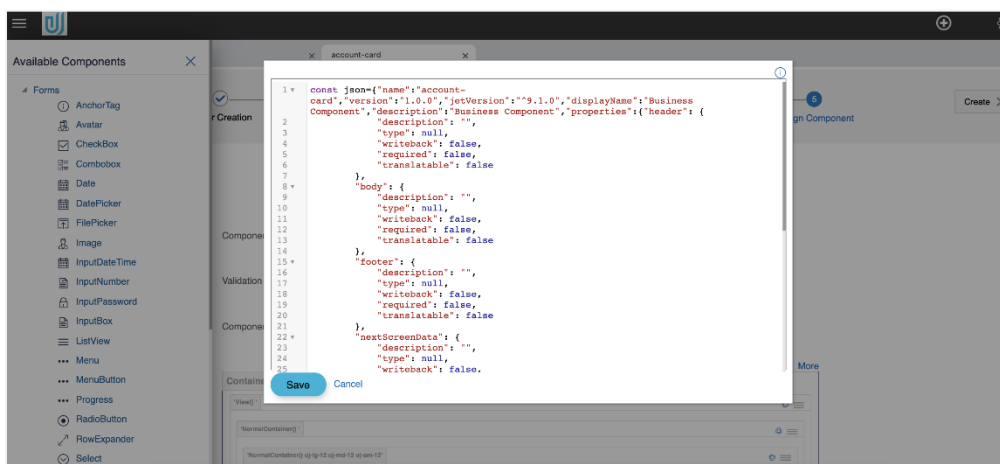 Available Components
account-card
Forms
AnchorTag
Avatar
CheckBox
Combobox
Date
DatePicker
FilePicker
Image
InputDateTime
InputNumber
InputPassword
InputBox
ListView
Menu
MenuButton
Progress
RadioButton
RowExpander
Select
r Creation
5
gn Component
Create
Compone
Validation
Compone
Containe
More
'View()'
'NormalContainer()'
'NormalContainer() oj-lg-12 oj-md-12 oj-sm-12'
1 const json={"name":"account-
card","version":"1.0.0","jetVersion":"^9.1.0","displayName":"Business
Component","description":"Business Component","properties":{"header": {
2 "description": "",
3 "type": null,
4 "writeback": false,
5 "required": false,
6 "translatable": false
7 },
8 "body": {
9 "description": "",
10 "type": null,
11 "writeback": false,
12 "required": false,
13 "translatable": false
14 },
15 "footer": {
16 "description": "",
17 "type": null,
18 "writeback": false,
19 "required": false,
20 "translatable": false
21 },
22 "nextScreenData": {
23 "description": "",
24 "type": null,
25 "writeback": false,
Save
Cancel